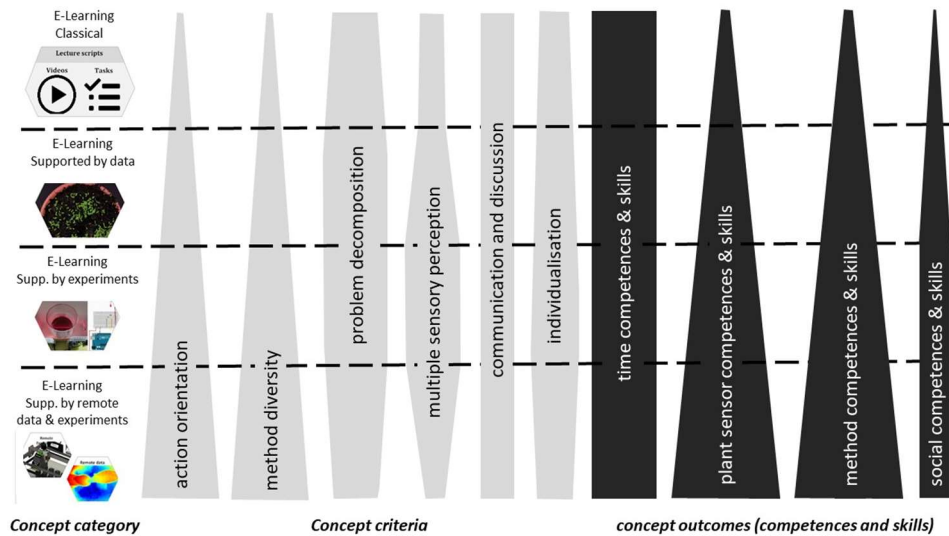 E-Learning
Classical
Lecture scripts
Videos
Tasks
E-Learning
Supported by data
E-Learning
Supp. by experiments
E-Learning
Supp. by remote
data & experiments
Remote
Remote data
action orientation
method diversity
problem decomposition
multiple sensory perception
communication and discussion
individualisation
time competences & skills
plant sensor competences & skills
method competences & skills
social competences & skills
Concept category
Concept criteria
concept outcomes (competences and skills)